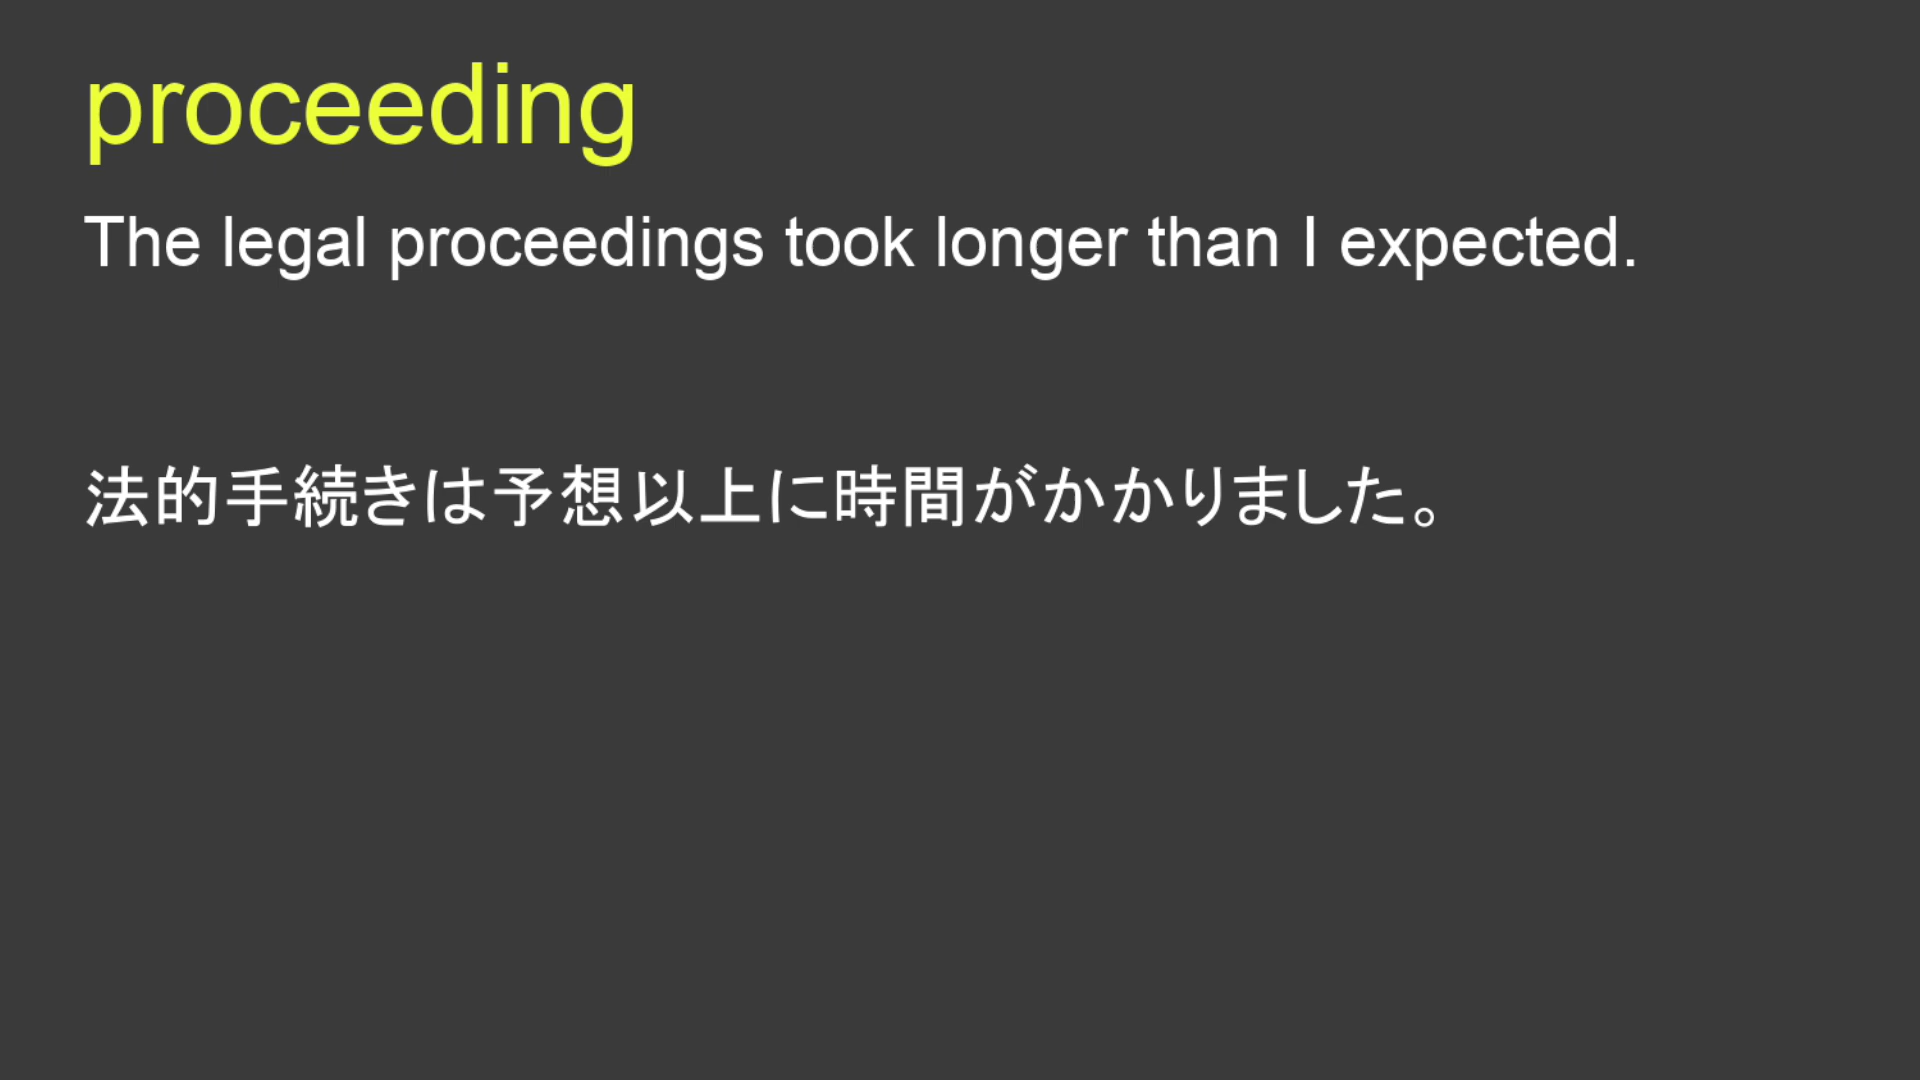 proceeding
The legal proceedings took longer than I expected.
法的手続きは予想以上に時間がかかりました。